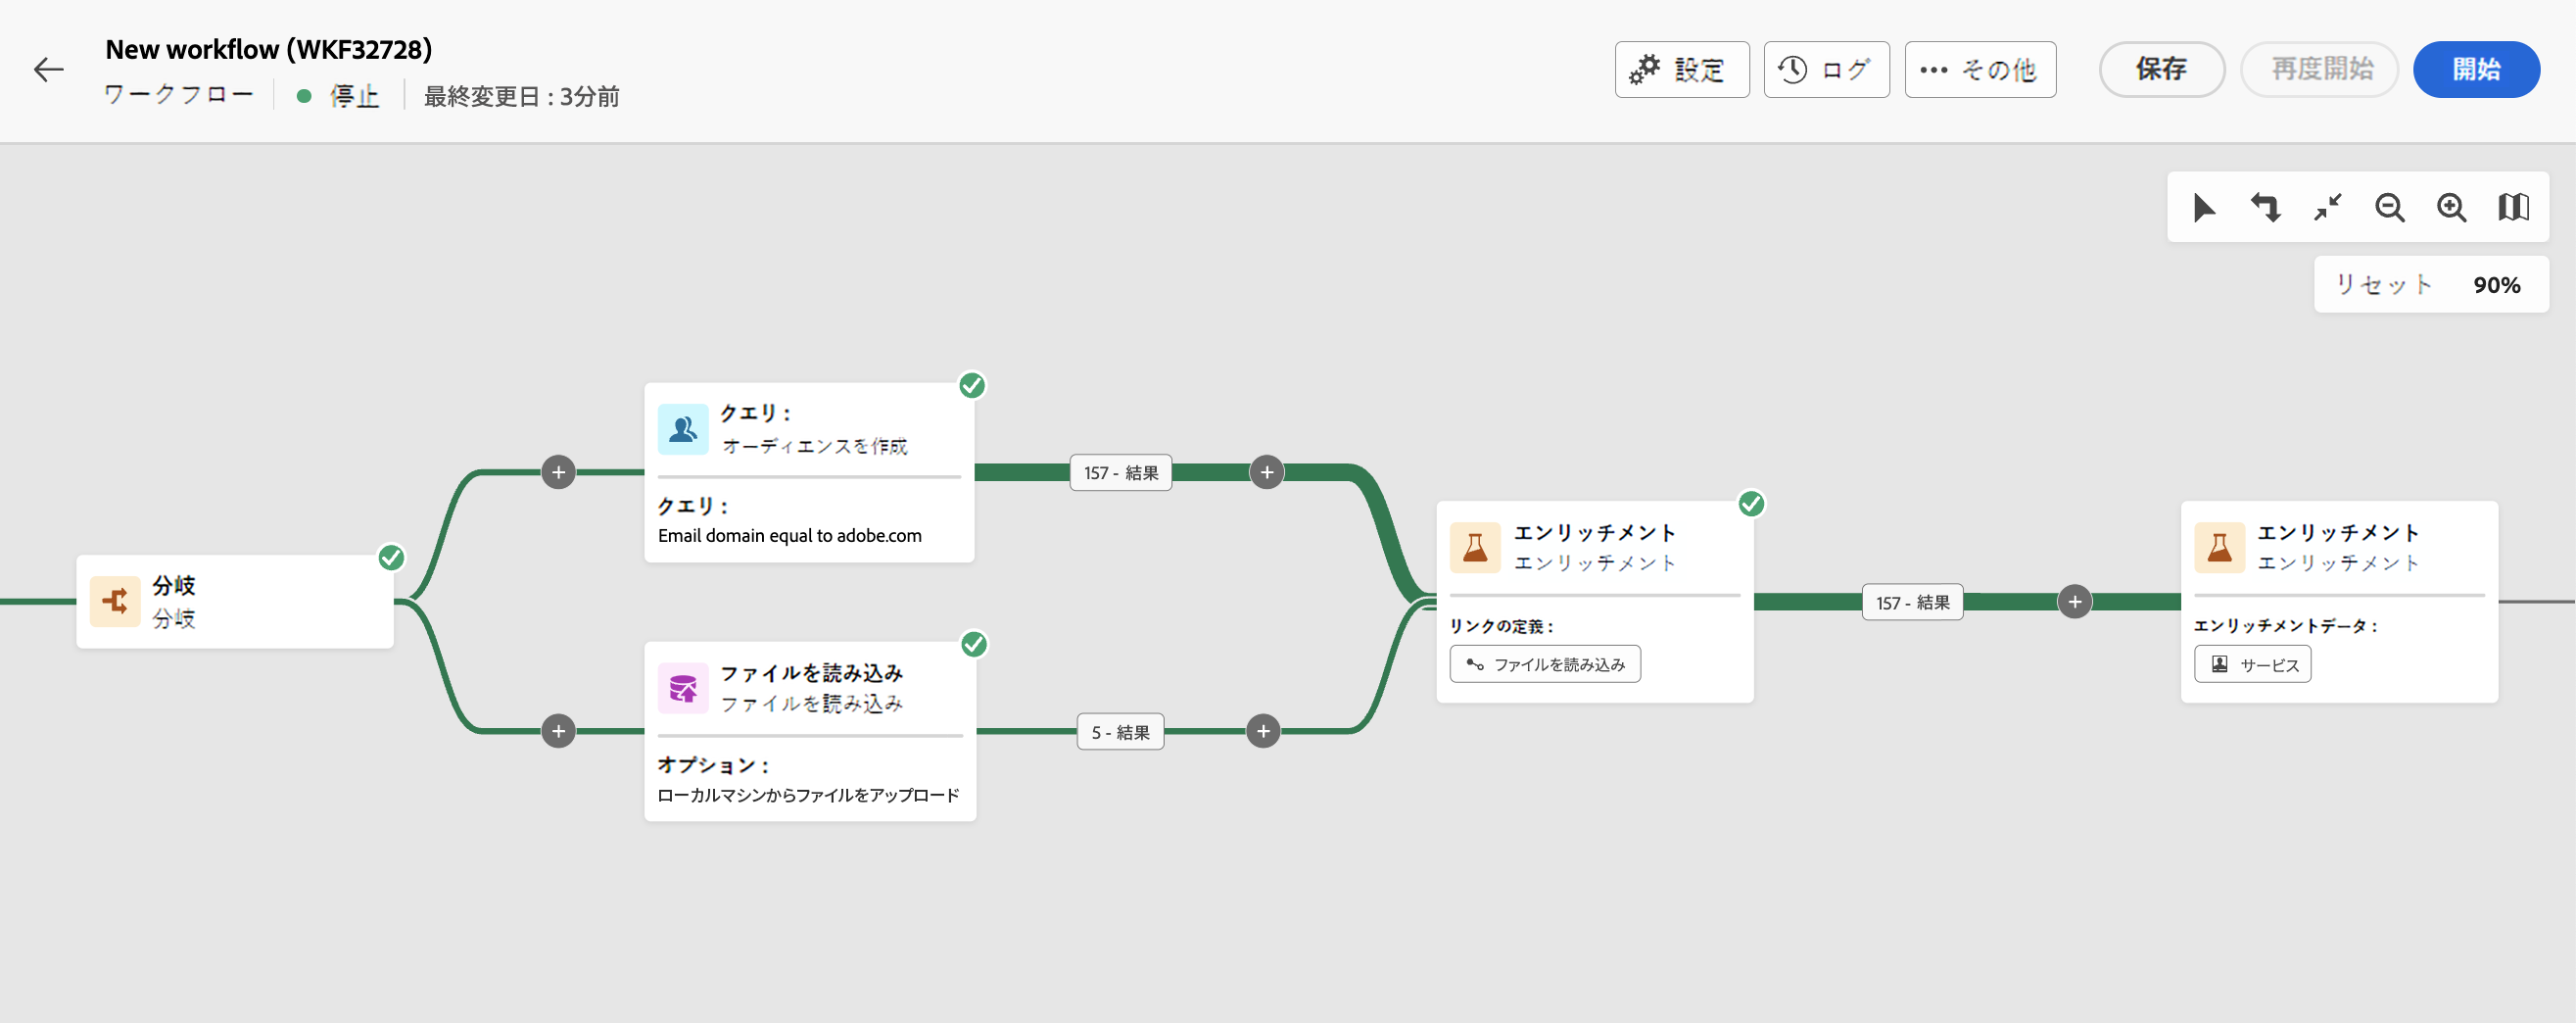 New workflow (WKF32728)
ワークフロー 停止 最終変更日 : 3分前
設定 ログ その他 保存 再度開始 開始
リセット 90%
クエリ :
オーディエンスを作成
クエリ :
Email domain equal to adobe.com
157 - 結果
分岐
分岐
ファイルを読み込み
ファイルを読み込み
オプション :
ローカルマシンからファイルをアップロード
5 - 結果
エンリッチメント
エンリッチメント
リンクの定義 :
ファイルを読み込み
157 - 結果
エンリッチメント
エンリッチメント
エンリッチメントデータ :
サービス